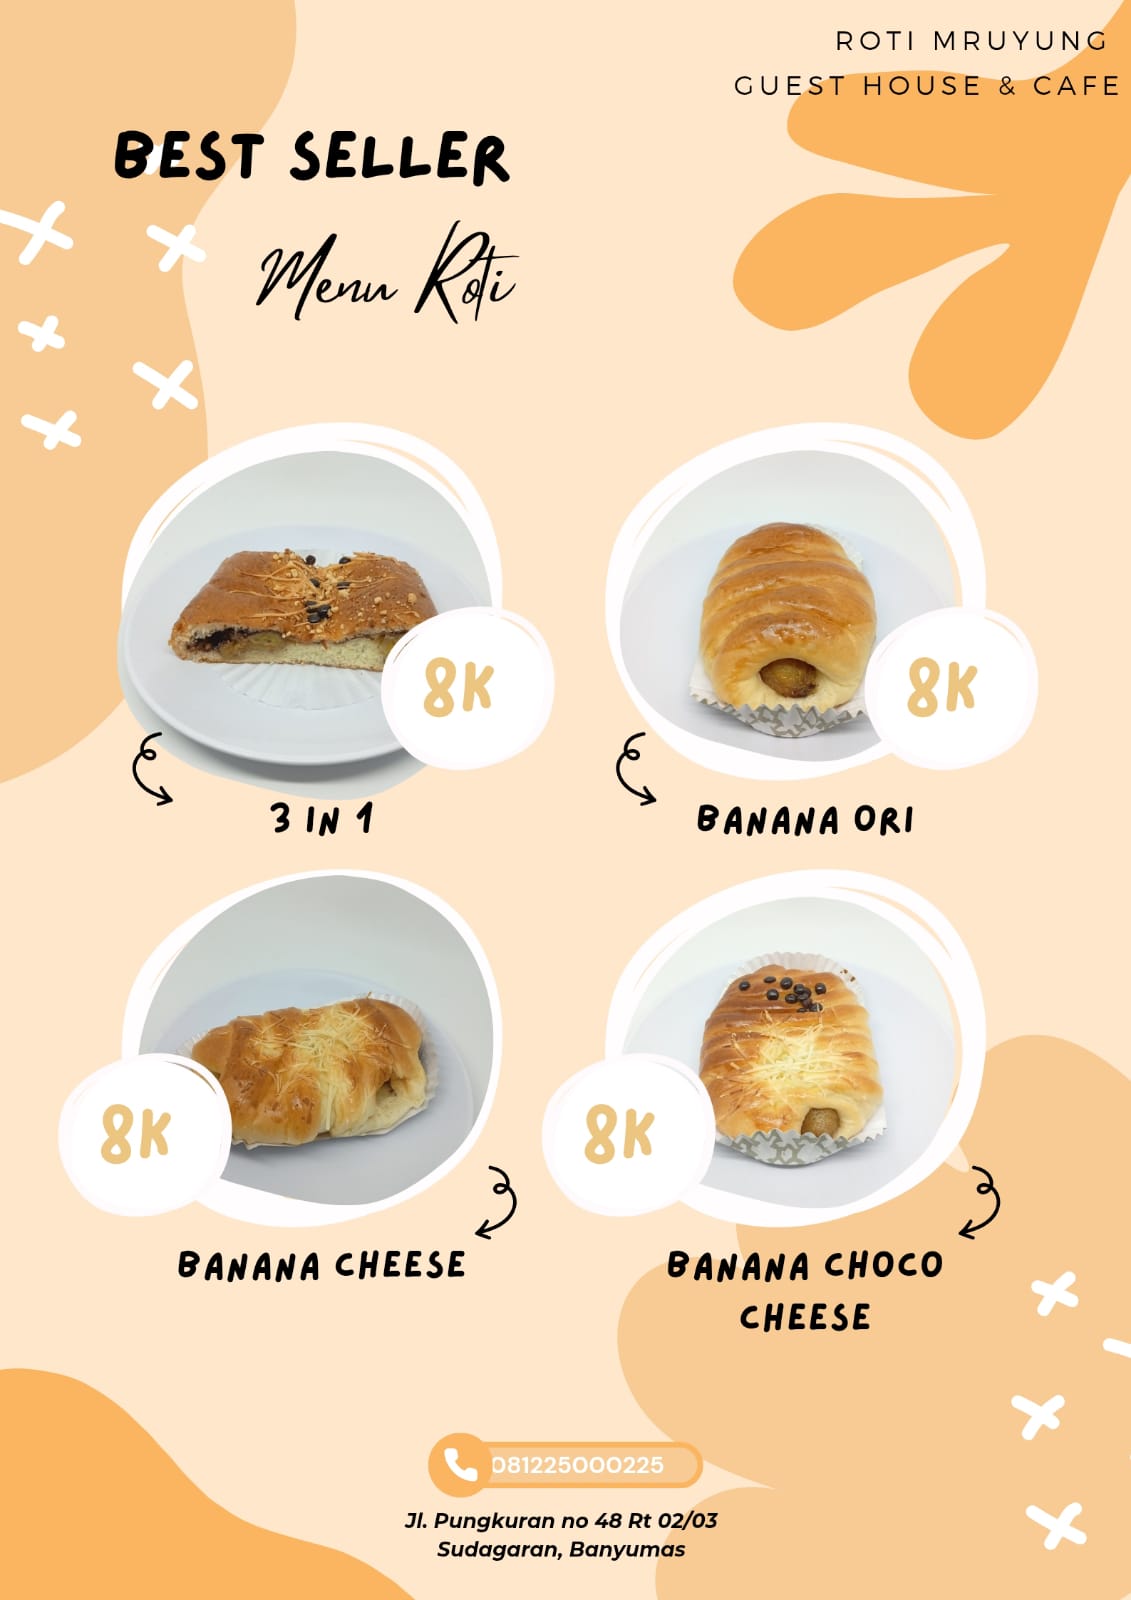 ROTI MRUYUNG
GUEST HOUSE & CAFE
BEST SELLER
Menu Roti
8K
3 IN 1
8K
BANANA ORI
8K
BANANA CHEESE
8K
BANANA CHOCO
CHEESE
081225000225
Jl. Pungkuran no 48 Rt 02/03
Sudagaran, Banyumas